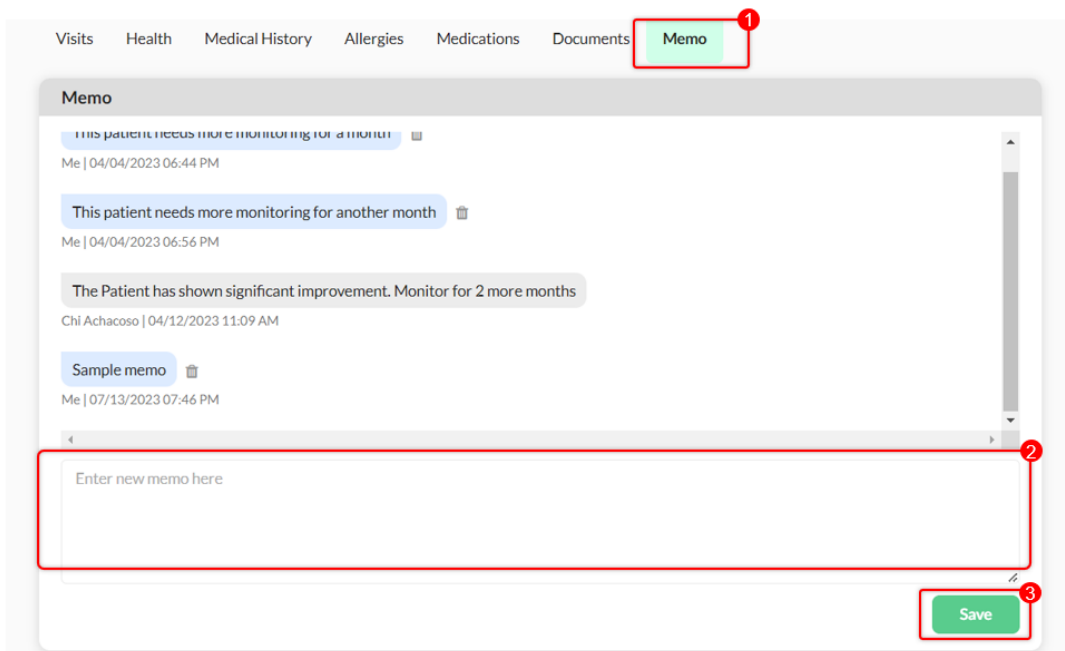 1
Visits Health Medical History Allergies Medications Documents Memo
Memo
This patient needs more monitoring for a month
Me | 04/04/2023 06:44 PM
This patient needs more monitoring for another month
Me | 04/04/2023 06:56 PM
The Patient has shown significant improvement. Monitor for 2 more months
Chi Achacoso | 04/12/2023 11:09 AM
Sample memo
Me | 07/13/2023 07:46 PM
2
Enter new memo here
3
Save